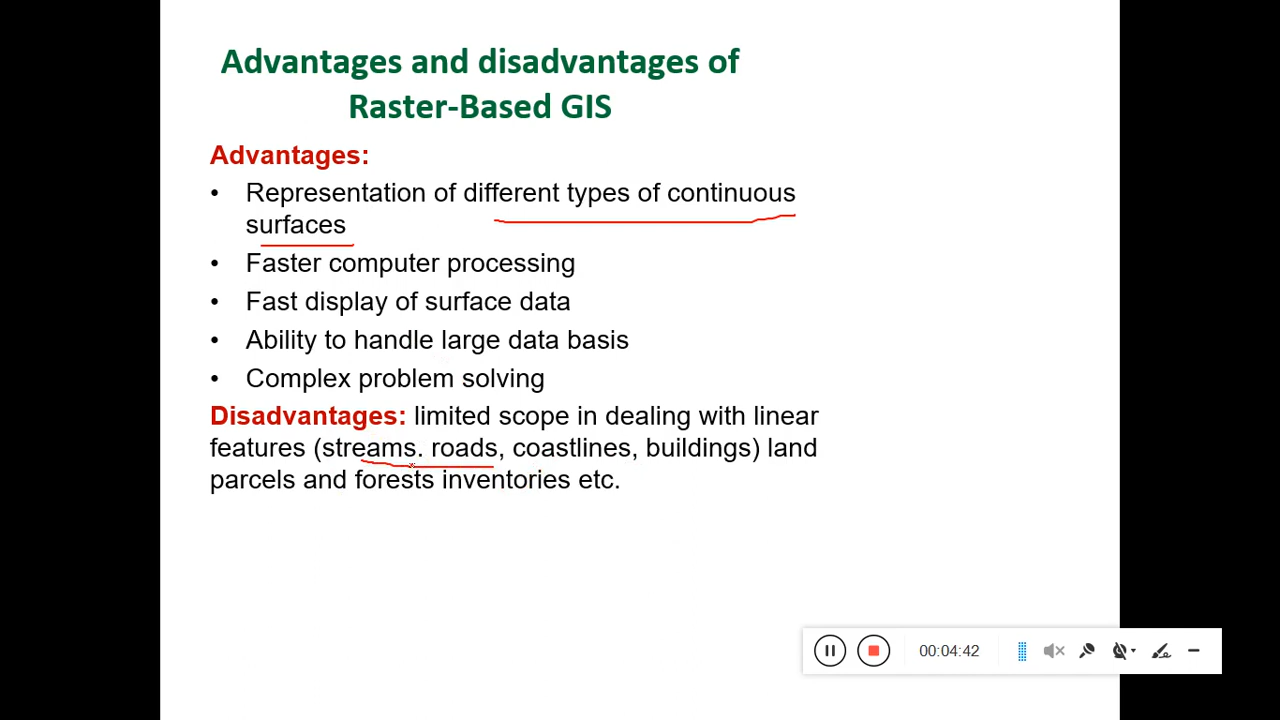 Advantages and disadvantages of
Raster-Based GIS
Advantages:
• Representation of different types of continuous
surfaces
• Faster computer processing
• Fast display of surface data
• Ability to handle large data basis
• Complex problem solving
Disadvantages: limited scope in dealing with linear
features (streams. roads, coastlines, buildings) land
parcels and forests inventories etc.
00:04:42